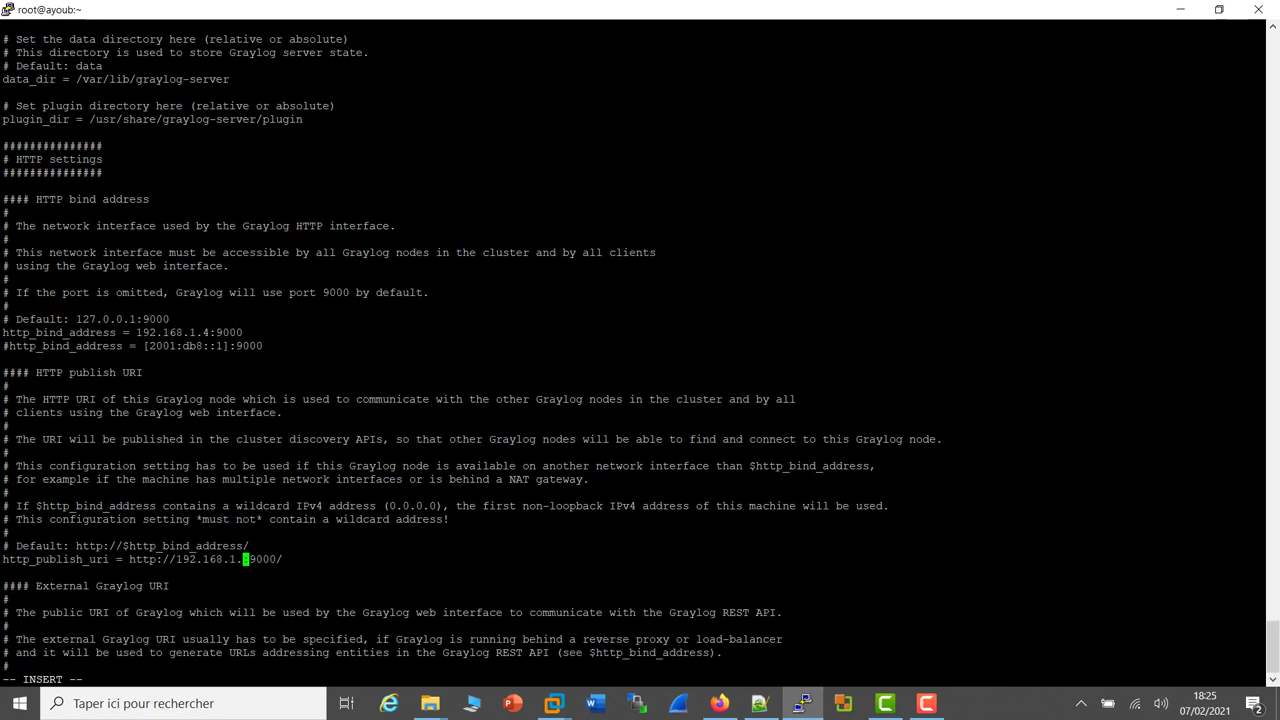 root@ayoub:~
# Set the data directory here (relative or absolute)
# This directory is used to store Graylog server state.
# Default: data
data_dir = /var/lib/graylog-server
# Set plugin directory here (relative or absolute)
plugin_dir = /usr/share/graylog-server/plugin
###############
# HTTP settings
###############
#### HTTP bind address
#
# The network interface used by the Graylog HTTP interface.
#
# This network interface must be accessible by all Graylog nodes in the cluster and by all clients
# using the Graylog web interface.
#
# If the port is omitted, Graylog will use port 9000 by default.
#
# Default: 127.0.0.1:9000
http_bind_address = 192.168.1.4:9000
#http_bind_address = [2001:db8::1]:9000
#### HTTP publish URI
#
# The HTTP URI of this Graylog node which is used to communicate with the other Graylog nodes in the cluster and by all
# clients using the Graylog web interface.
#
# The URI will be published in the cluster discovery APIs, so that other Graylog nodes will be able to find and connect to this Graylog node.
#
# This configuration setting has to be used if this Graylog node is available on another network interface than $http_bind_address,
# for example if the machine has multiple network interfaces or is behind a NAT gateway.
#
# If $http_bind_address contains a wildcard IPv4 address (0.0.0.0), the first non-loopback IPv4 address of this machine will be used.
# This configuration setting *must not* contain a wildcard address!
#
# Default: http://$http_bind_address/
http_publish_uri = http://192.168.1.:9000/
#### External Graylog URI
#
# The public URI of Graylog which will be used by the Graylog web interface to communicate with the Graylog REST API.
#
# The external Graylog URI usually has to be specified, if Graylog is running behind a reverse proxy or load-balancer
# and it will be used to generate URLs addressing entities in the Graylog REST API (see $http_bind_address).
#
-- INSERT --
Taper ici pour rechercher
18:25
07/02/2021
2